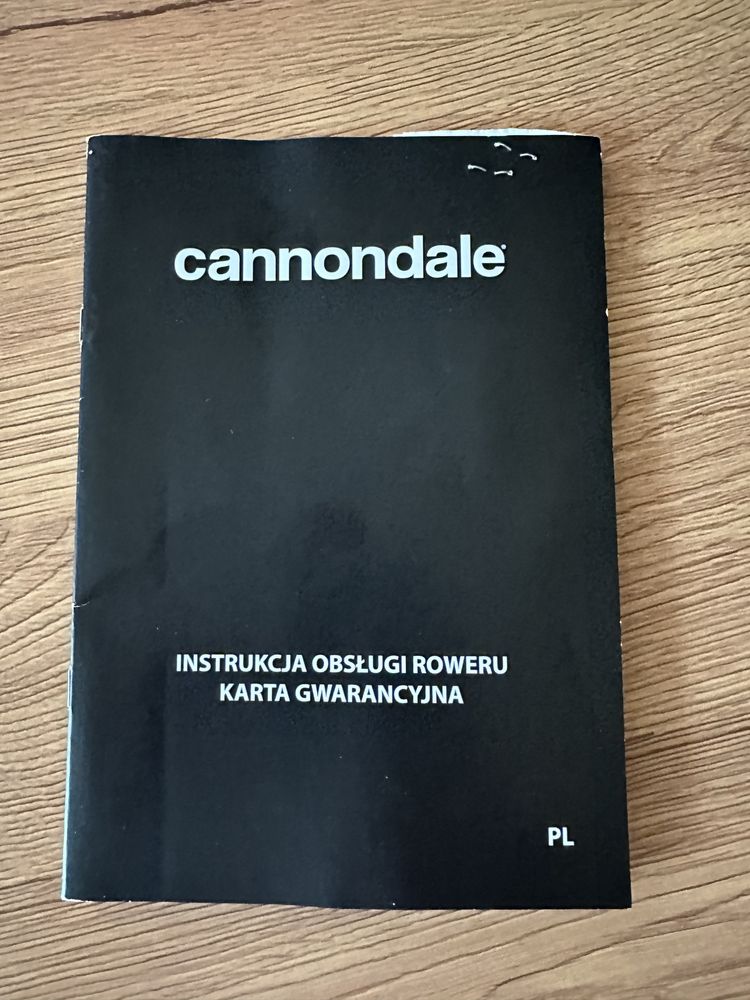 cannondale
INSTRUKCJA OBSŁUGI ROWERU
KARTA GWARANCYJNA
PL